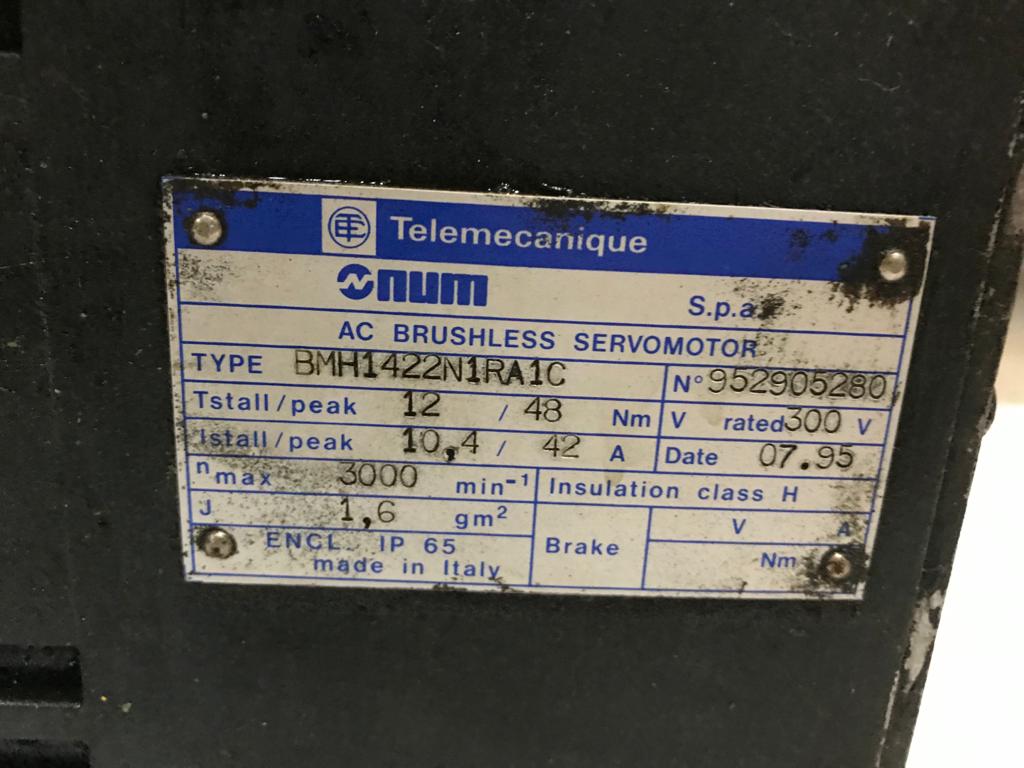 Telemecanique
num S.p.a
AC BRUSHLESS SERVOMOTOR
TYPE BMH1422N1RA1C N° 952905280
Tstall/peak 12 / 48 Nm V rated 300 V
Istall/peak 10,4 / 42 A Date 07.95
n max 3000 min-1 Insulation class H
J 1,6 gm2 V A
ENCL. IP 65 Brake Nm
made in Italy